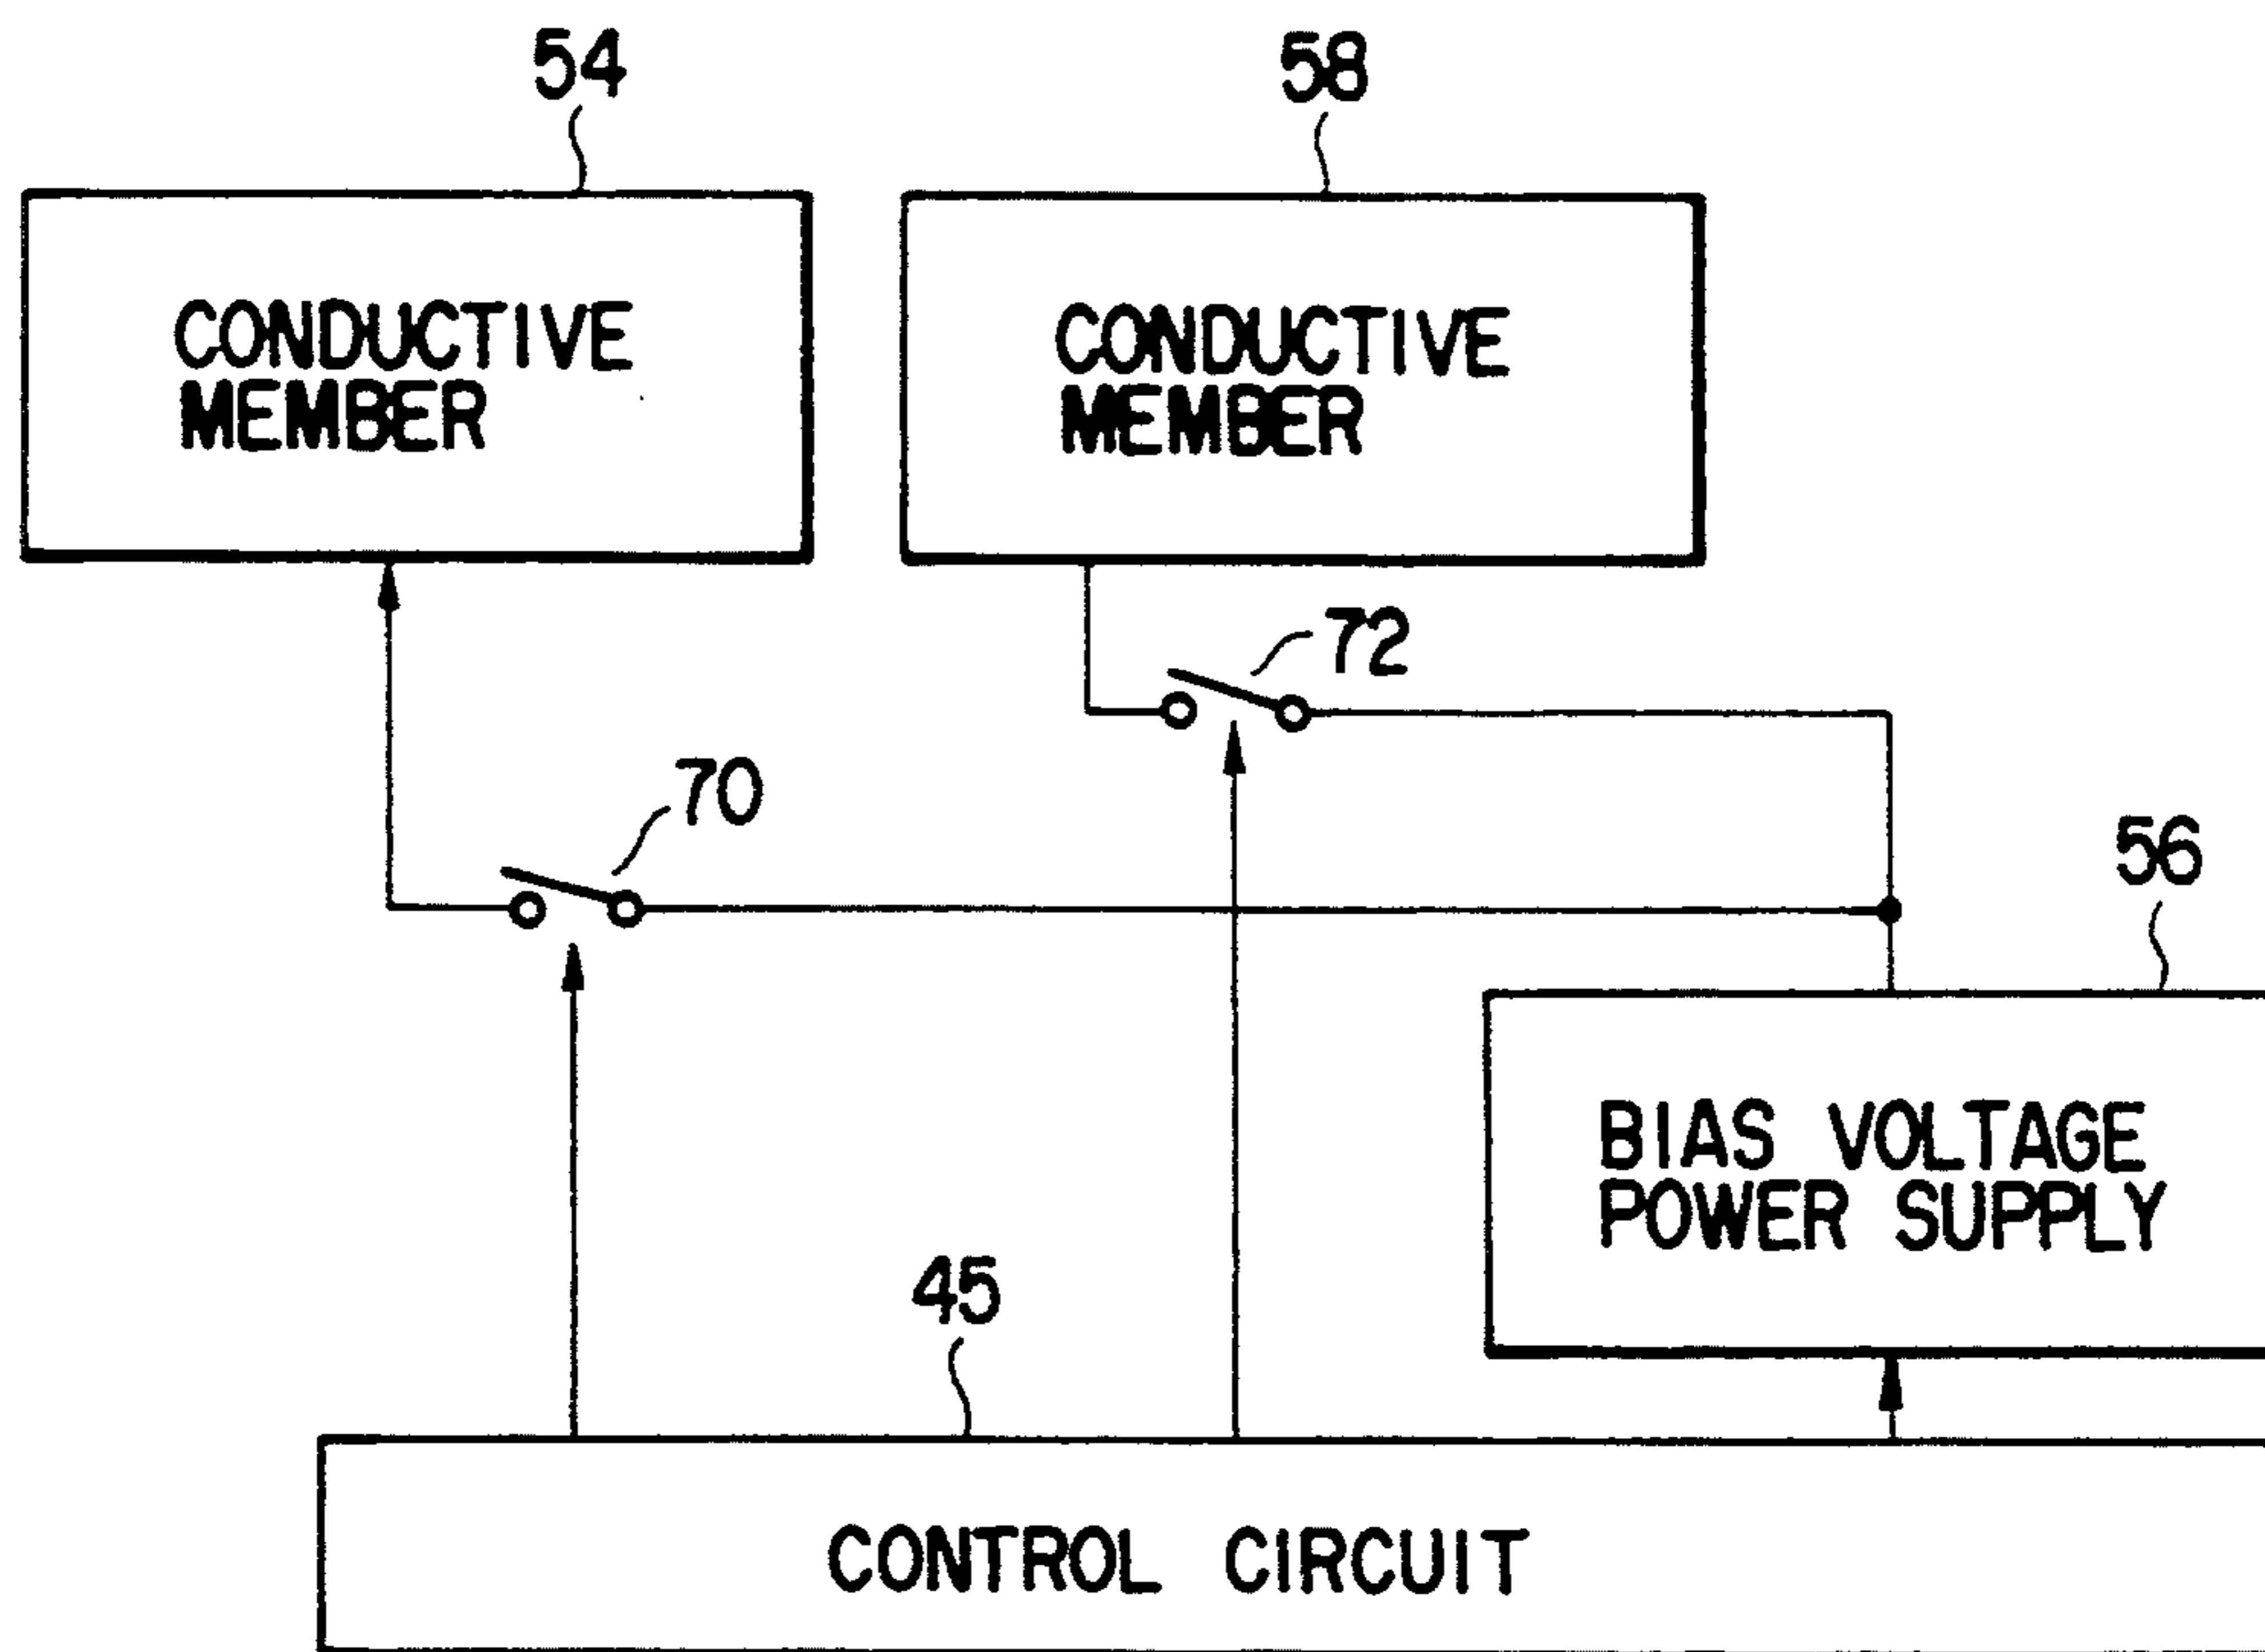 54
58
CONDUCTIVE
MEMBER
CONDUCTIVE
MEMBER
72
70
56
BIAS VOLTAGE
POWER SUPPLY
45
CONTROL CIRCUIT